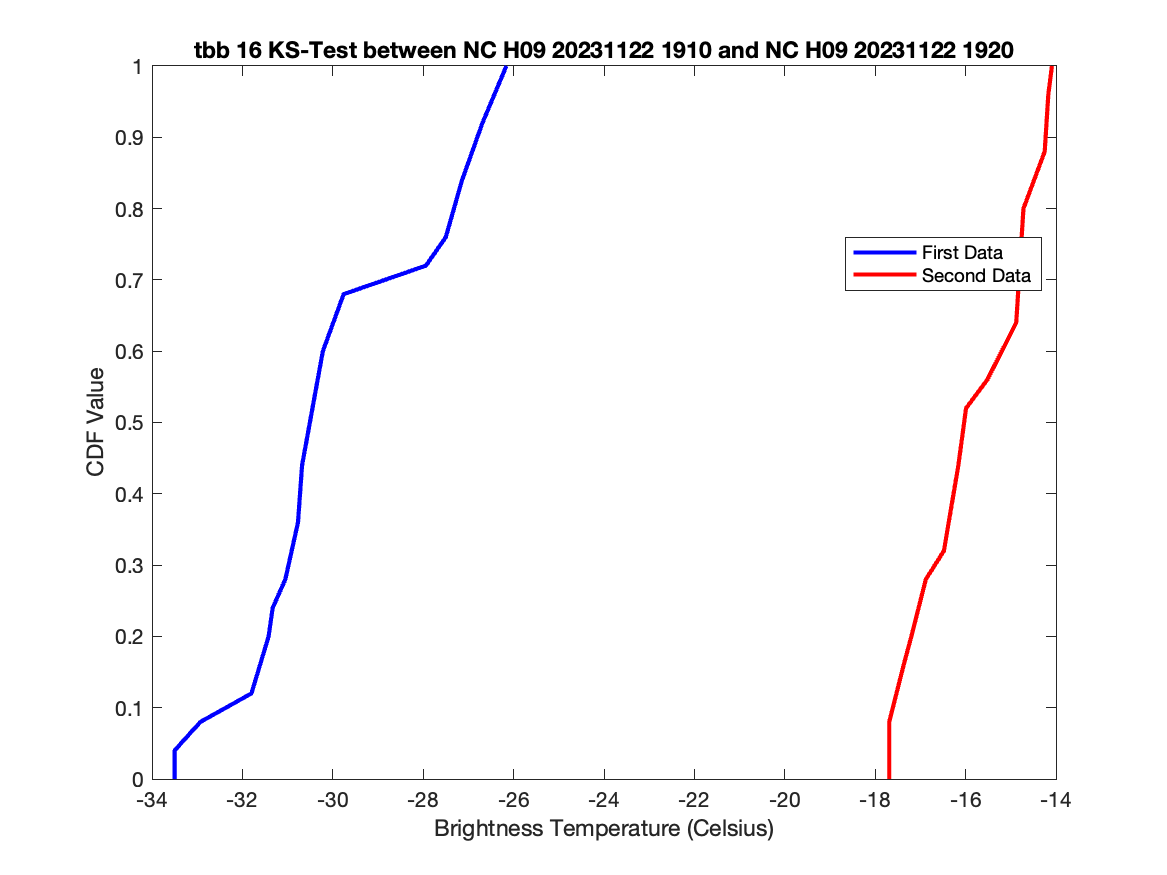 tbb 16 KS-Test between NC H09 20231122 1910 and NC H09 20231122 1920
1
0.9
0.8
0.7
0.6
0.5
0.4
0.3
0.2
0.1
0
CDF Value
First Data
Second Data
-34 -32 -30 -28 -26 -24 -22 -20 -18 -16 -14
Brightness Temperature (Celsius)